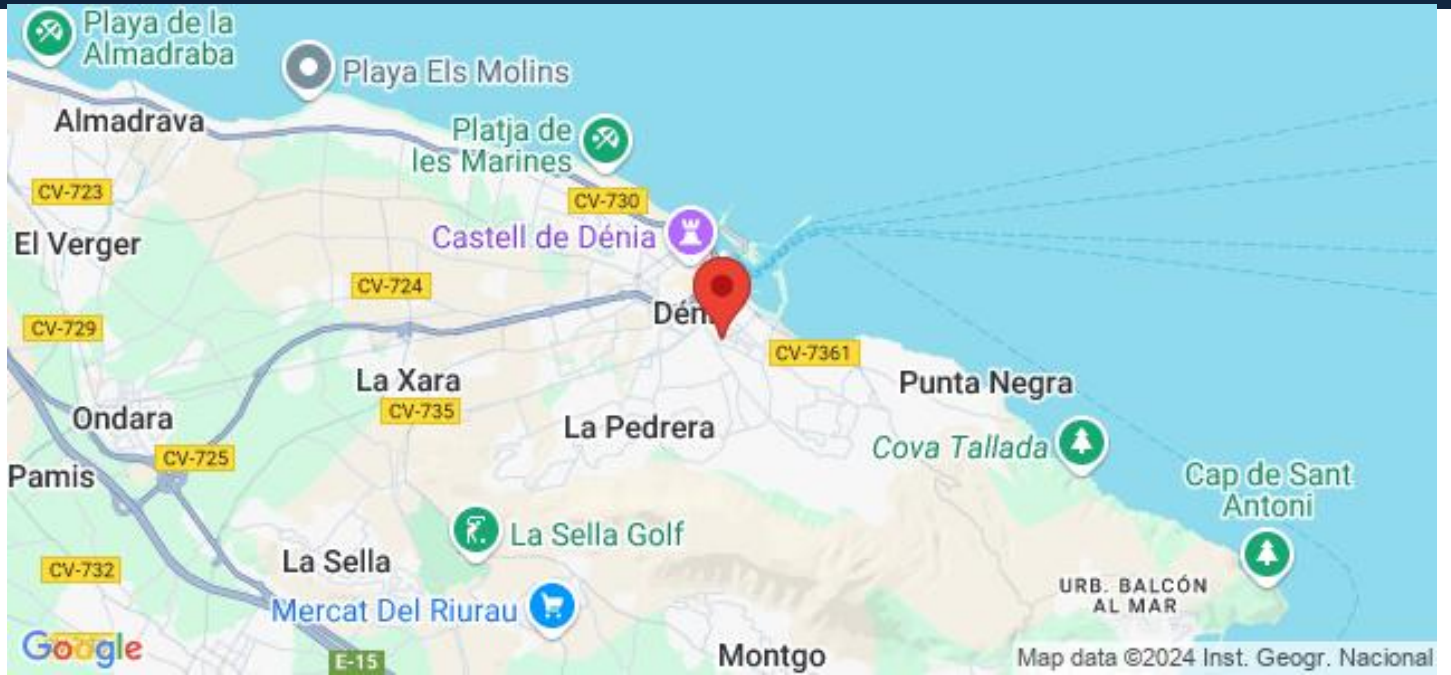 Playa de la
Almadraba
Playa Els Molins
Almadrava
Platja de
les Marines
CV-723
CV-730
El Verger
Castell de Dénia
CV-724
CV-729
CV-7361
La Xara
Punta Negra
CV-735
Ondara
La Pedrera
Cova Tallada
CV-725
Pamis
Cap de Sant
Antoni
La Sella Golf
La Sella
CV-732
URB. BALCÓN
AL MAR
Mercat Del Riurau
Google
E-15
Montgo
Map data ©2024 Inst. Geogr. Nacional